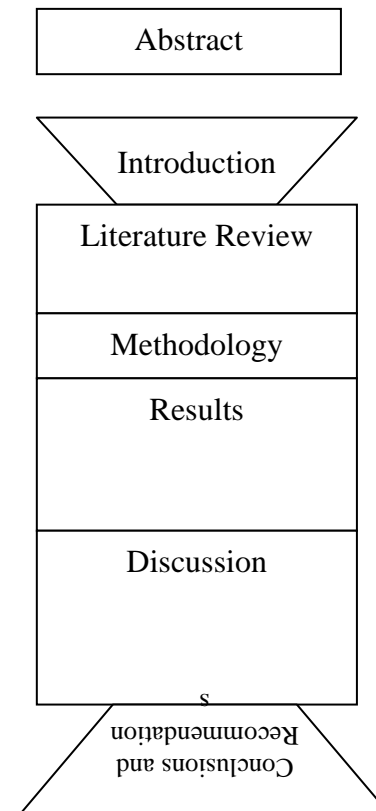 Abstract
Introduction
Literature Review
Methodology
Results
Discussion
Conclusions and
Recommendation
s